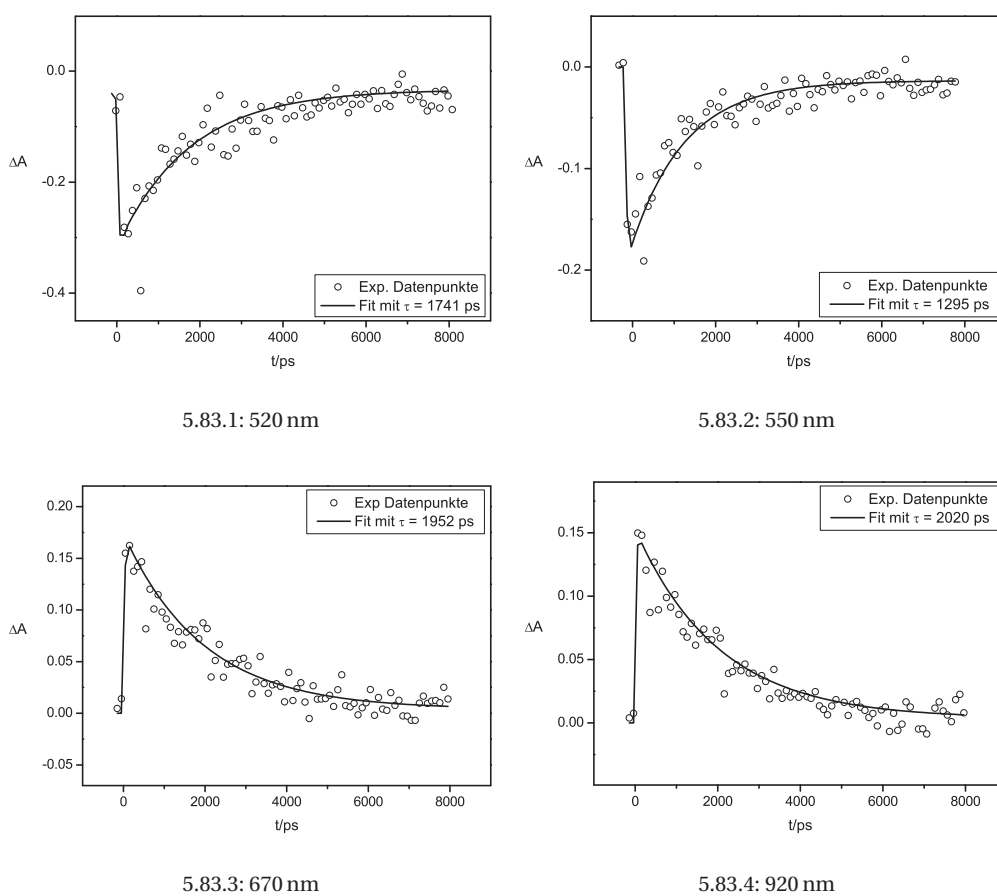 0.0
-0.2
-0.4
ΔA
Exp. Datenpunkte
Fit mit τ = 1741 ps
0 2000 4000 6000 8000
t/ps
5.83.1: 520 nm
0.0
-0.1
-0.2
ΔA
Exp. Datenpunkte
Fit mit τ = 1295 ps
0 2000 4000 6000 8000
t/ps
5.83.2: 550 nm
0.20
0.15
0.10
0.05
0.00
-0.05
ΔA
Exp Datenpunkte
Fit mit τ = 1952 ps
0 2000 4000 6000 8000
t/ps
5.83.3: 670 nm
0.15
0.10
0.05
0.00
ΔA
Exp. Datenpunkte
Fit mit τ = 2020 ps
0 2000 4000 6000 8000
t/ps
5.83.4: 920 nm